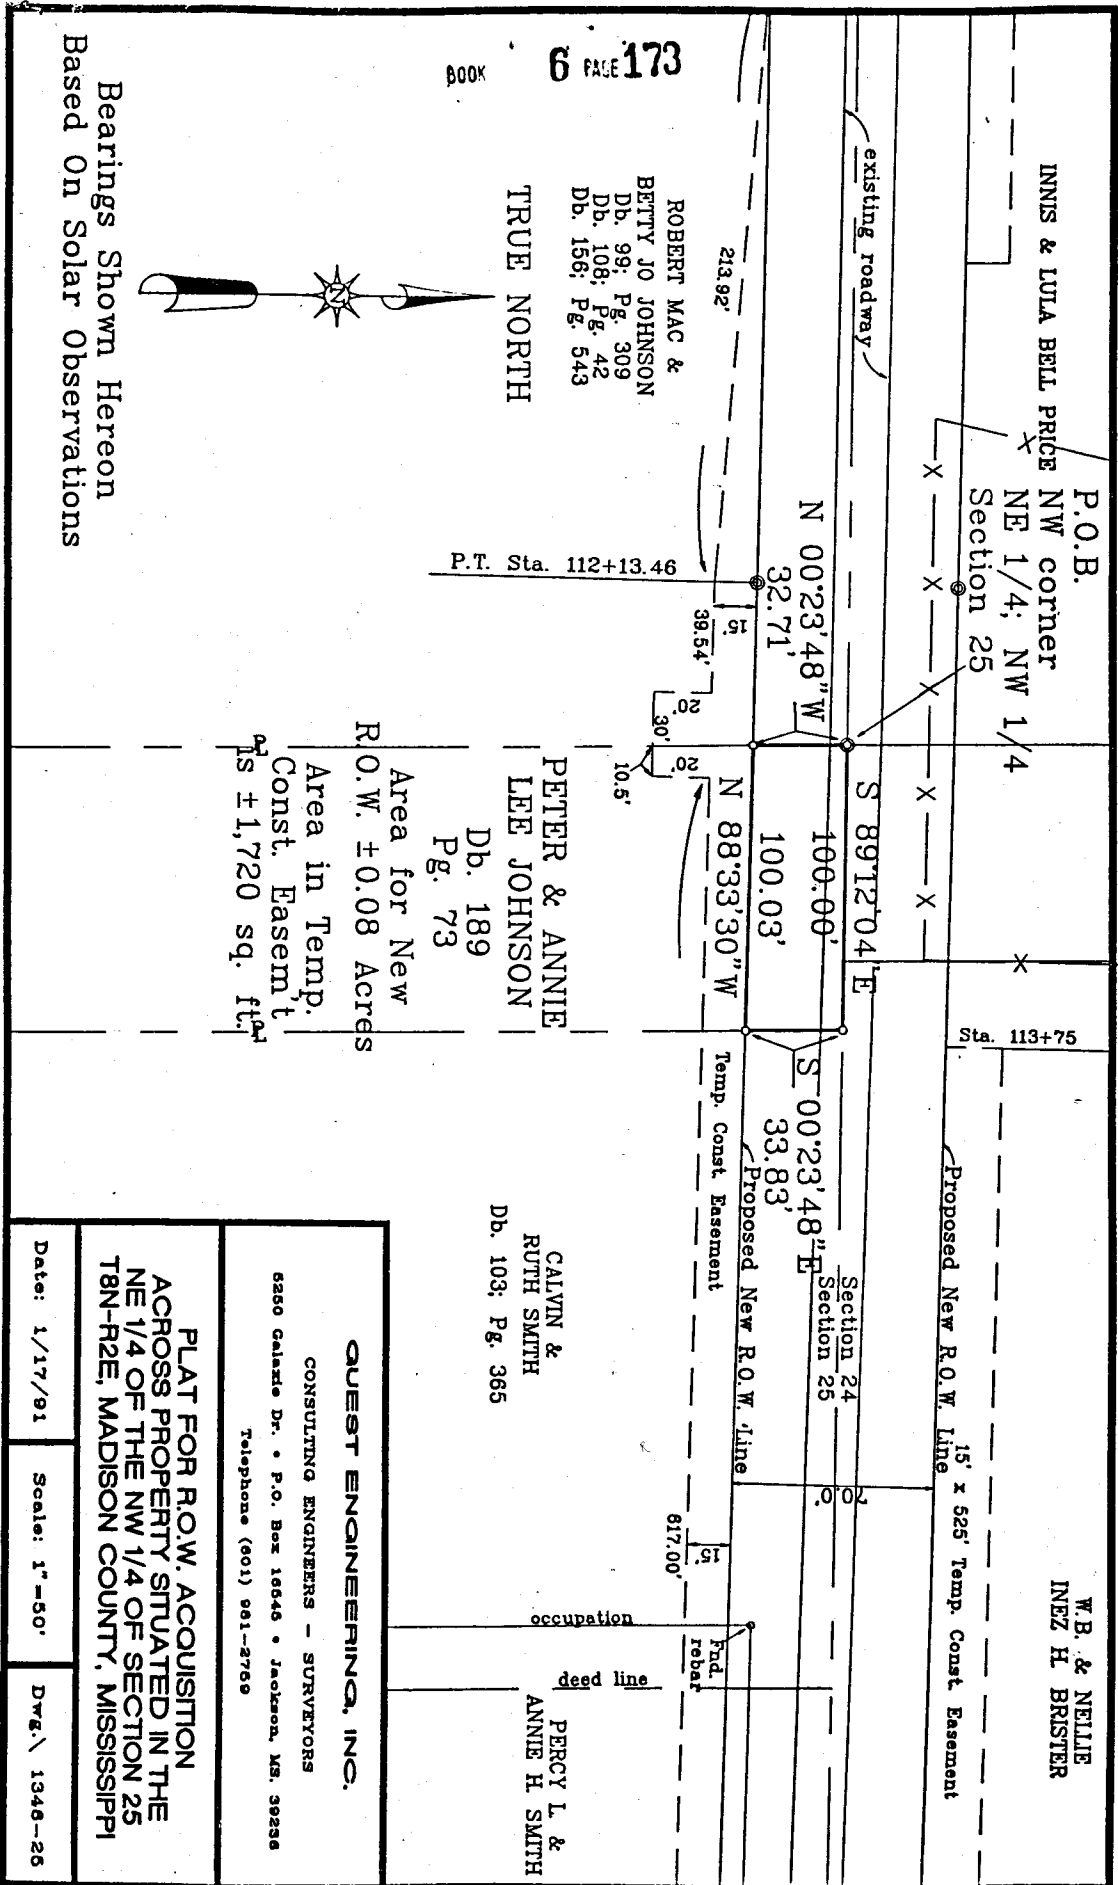 BOOK 6 PAGE 173
INNIS & LULA BELL PRICE
P.O.B.
NW corner
NE 1/4; NW 1/4
Section 25
W.B. & NELLIE
INEZ H. BRISTER
existing roadway
Sta. 113+75
15' x 525' Temp. Const. Easement
Proposed New R.O.W. Line
N 00°23'48"W
32.71'
S 89°12'04"E
100.00'
100.03'
N 88°33'30"W
S 00°23'48"E
33.83'
Section 24
Section 25
70.0'
Proposed New R.O.W. Line
Temp. Const. Easement
213.92'
P.T. Sta. 112+13.46
15'
39.54'
20'
30'
20'
10.5'
15'
617.00'
Fnd.
rebar
occupation
deed line
ROBERT MAC &
BETTY JO JOHNSON
Db. 99; Pg. 309
Db. 108; Pg. 42
Db. 156; Pg. 543
TRUE NORTH
N
PETER & ANNIE
LEE JOHNSON
Db. 189
Pg. 73
Area for New
R.O.W. ±0.08 Acres
Area in Temp.
Const. Easem't
is ±1,720 sq. ft.
CALVIN &
RUTH SMITH
Db. 103; Pg. 365
PERCY L. &
ANNIE H. SMITH
Bearings Shown Hereon
Based On Solar Observations
QUEST ENGINEERING, INC.
CONSULTING ENGINEERS - SURVEYORS
5250 Galaxie Dr. • P.O. Box 16545 • Jackson, MS. 39236
Telephone (601) 981-2759
PLAT FOR R.O.W. ACQUISITION
ACROSS PROPERTY SITUATED IN THE
NE 1/4 OF THE NW 1/4 OF SECTION 25
T8N-R2E, MADISON COUNTY, MISSISSIPPI
Date: 1/17/91
Scale: 1"=50'
Dwg.\ 1346-25